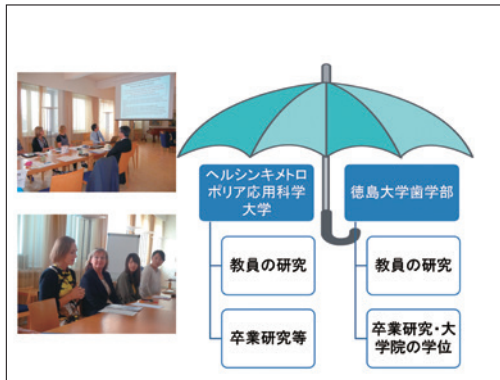 ヘルシンキメトロ
ポリア応用科学
大学
教員の研究
卒業研究等
徳島大学歯学部
教員の研究
卒業研究・大
学院の学位